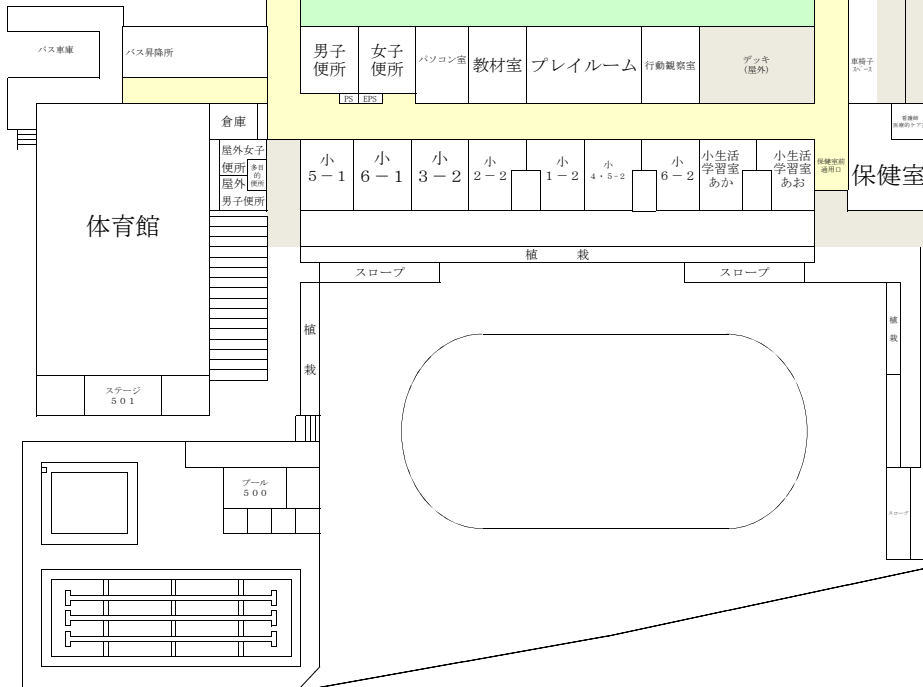 バス車庫
バス昇降所
男子
便所
女子
便所
パソコン室
教材室
プレイルーム
行動観察室
デッキ
(屋外)
車椅子
ｽﾍﾟｰｽ
PS
EPS
看護師
倉庫
屋外女子
便所
多目
的
便所
屋外
男子便所
小
５－１
小
６－１
小
３－２
小
２－２
小
１－２
小
４・５-２
小
６－２
小生活
学習室
あか
小生活
学習室
あお
保健室前
通用口
保健室
体育館
植　栽
スロープ
スロープ
植
栽
植
栽
ステージ
５０１
プール
５００
スロープ